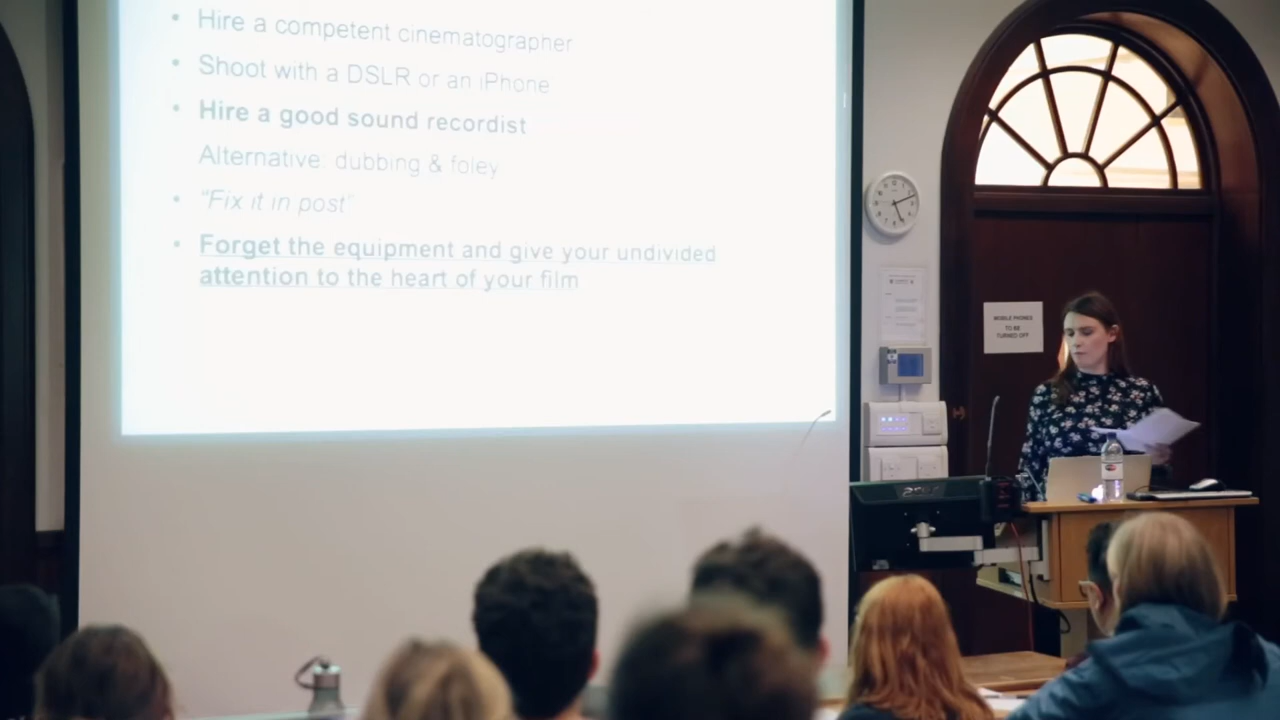 • Hire a competent cinematographer
• Shoot with a DSLR or an iPhone
• Hire a good sound recordist
Alternative: dubbing & foley
• “Fix it in post”
• Forget the equipment and give your undivided
attention to the heart of your film
MOBILE PHONES
TO BE
TURNED OFF